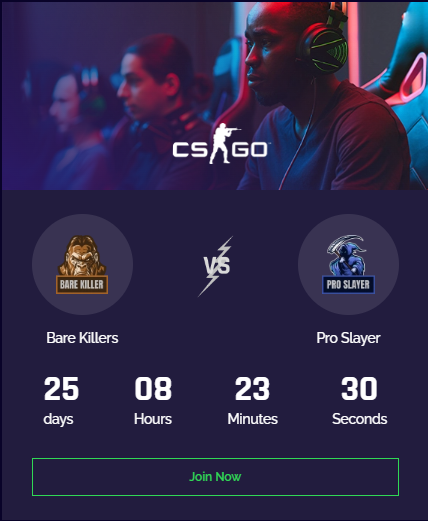 CS GO
BARE KILLER
VS
PRO SLAYER
Bare Killers
Pro Slayer
25 08 23 30
days Hours Minutes Seconds
Join Now